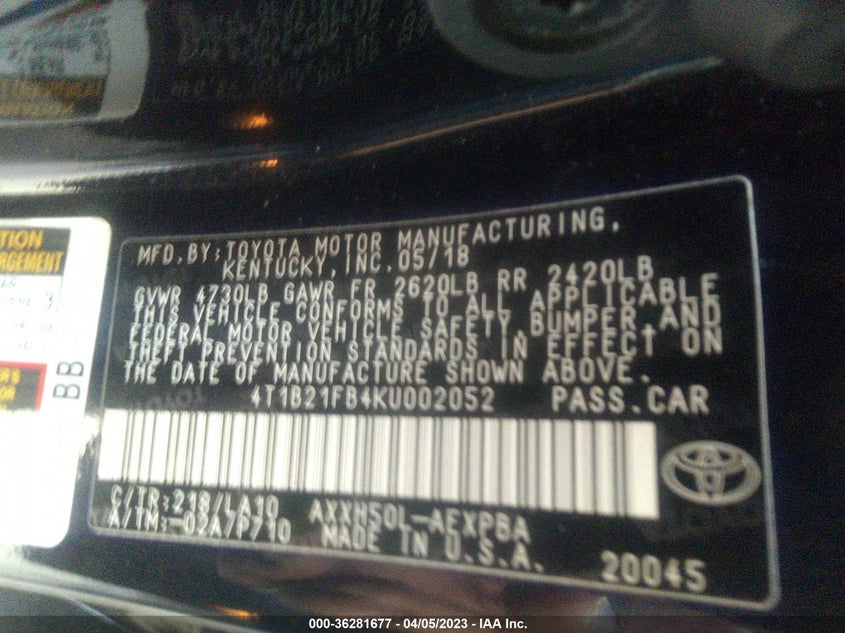 TION
RGEMENT
BB
MFD. BY: TOYOTA MOTOR MANUFACTURING,
KENTUCKY, INC. 05/18
GVWR 4730LB GAWR FR 2620LB RR 2420LB
THIS VEHICLE CONFORMS TO ALL APPLICABLE
FEDERAL MOTOR VEHICLE SAFETY, BUMPER, AND
THEFT PREVENTION STANDARDS IN EFFECT ON
THE DATE OF MANUFACTURE SHOWN ABOVE.
4T1B21FB4KU002052 PASS. CAR
C/TR: 218/LA10 AXXH50L-AEXPBA
A/TM: -02A/P710 MADE IN U.S.A.
20045
000-36281677 - 04/05/2023 - IAA Inc.